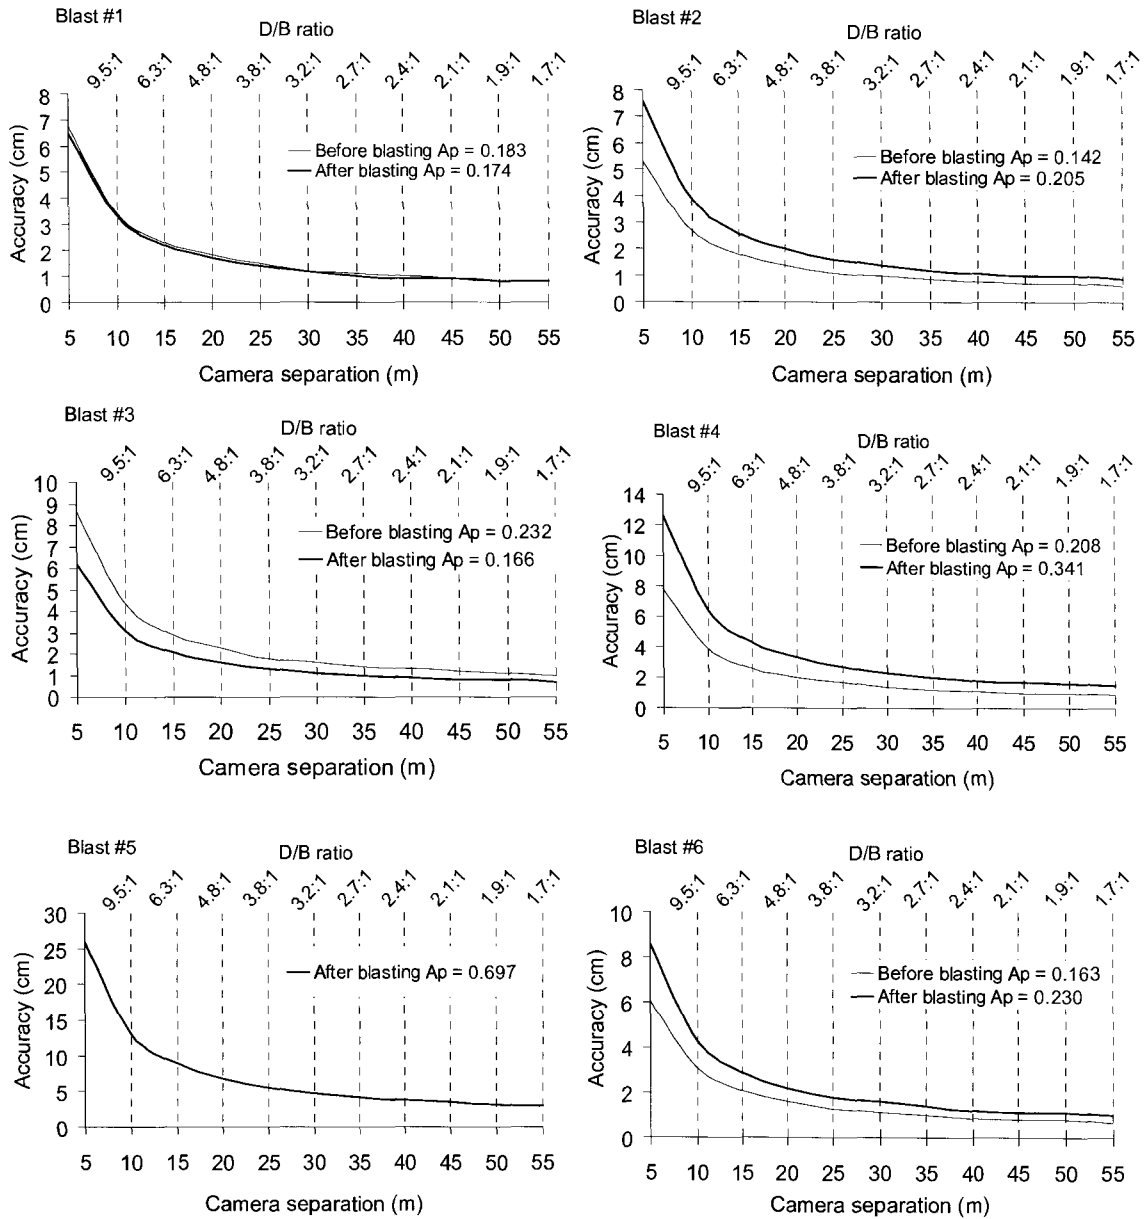 Blast #1
D/B ratio
9.5:1 6.3:1 4.8:1 3.8:1 3.2:1 2.7:1 2.4:1 2.1:1 1.9:1 1.7:1
8
7
6
5
4
3
2
1
0
Accuracy (cm)
Before blasting Ap = 0.183
After blasting Ap = 0.174
5 10 15 20 25 30 35 40 45 50 55
Camera separation (m)
Blast #2
D/B ratio
9.5:1 6.3:1 4.8:1 3.8:1 3.2:1 2.7:1 2.4:1 2.1:1 1.9:1 1.7:1
8
7
6
5
4
3
2
1
0
Accuracy (cm)
Before blasting Ap = 0.142
After blasting Ap = 0.205
5 10 15 20 25 30 35 40 45 50 55
Camera separation (m)
Blast #3
D/B ratio
9.5:1 6.3:1 4.8:1 3.8:1 3.2:1 2.7:1 2.4:1 2.1:1 1.9:1 1.7:1
10
9
8
7
6
5
4
3
2
1
0
Accuracy (cm)
Before blasting Ap = 0.232
After blasting Ap = 0.166
5 10 15 20 25 30 35 40 45 50 55
Camera separation (m)
Blast #4
D/B ratio
9.5:1 6.3:1 4.8:1 3.8:1 3.2:1 2.7:1 2.4:1 2.1:1 1.9:1 1.7:1
14
12
10
8
6
4
2
0
Accuracy (cm)
Before blasting Ap = 0.208
After blasting Ap = 0.341
5 10 15 20 25 30 35 40 45 50 55
Camera separation (m)
Blast #5
D/B ratio
9.5:1 6.3:1 4.8:1 3.8:1 3.2:1 2.7:1 2.4:1 2.1:1 1.9:1 1.7:1
30
25
20
15
10
5
0
Accuracy (cm)
After blasting Ap = 0.697
5 10 15 20 25 30 35 40 45 50 55
Camera separation (m)
Blast #6
D/B ratio
9.5:1 6.3:1 4.8:1 3.8:1 3.2:1 2.7:1 2.4:1 2.1:1 1.9:1 1.7:1
10
8
6
4
2
0
Accuracy (cm)
Before blasting Ap = 0.163
After blasting Ap = 0.230
5 10 15 20 25 30 35 40 45 50 55
Camera separation (m)